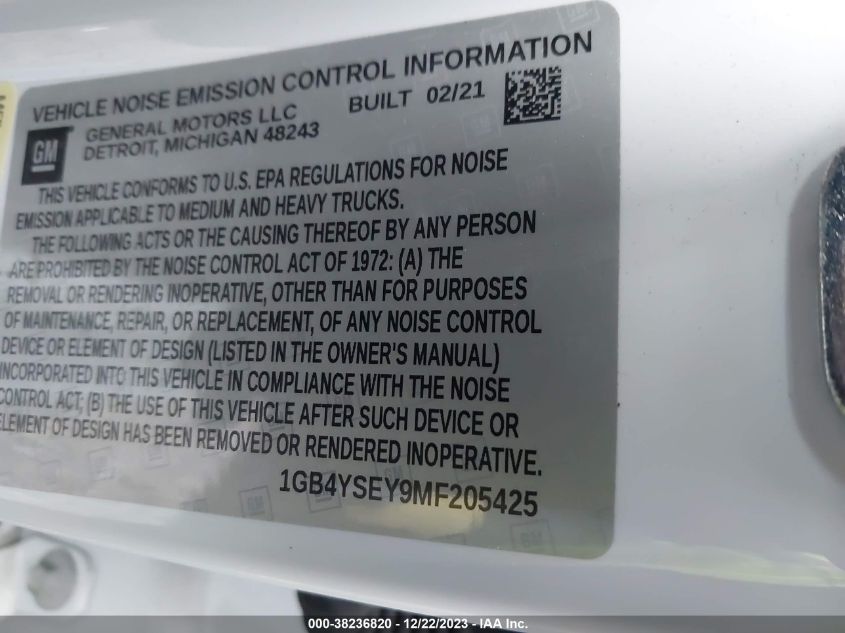 VEHICLE NOISE EMISSION CONTROL INFORMATION
GM
GENERAL MOTORS LLC
DETROIT, MICHIGAN 48243
BUILT 02/21
THIS VEHICLE CONFORMS TO U.S. EPA REGULATIONS FOR NOISE
EMISSION APPLICABLE TO MEDIUM AND HEAVY TRUCKS.
THE FOLLOWING ACTS OR THE CAUSING THEREOF BY ANY PERSON
ARE PROHIBITED BY THE NOISE CONTROL ACT OF 1972: (A) THE
REMOVAL OR RENDERING INOPERATIVE, OTHER THAN FOR PURPOSES
OF MAINTENANCE, REPAIR, OR REPLACEMENT, OF ANY NOISE CONTROL
DEVICE OR ELEMENT OF DESIGN (LISTED IN THE OWNER'S MANUAL)
INCORPORATED INTO THIS VEHICLE IN COMPLIANCE WITH THE NOISE
CONTROL ACT; (B) THE USE OF THIS VEHICLE AFTER SUCH DEVICE OR
ELEMENT OF DESIGN HAS BEEN REMOVED OR RENDERED INOPERATIVE.
1GB4YSEY9MF205425
000-38236820 - 12/22/2023 - IAA Inc.